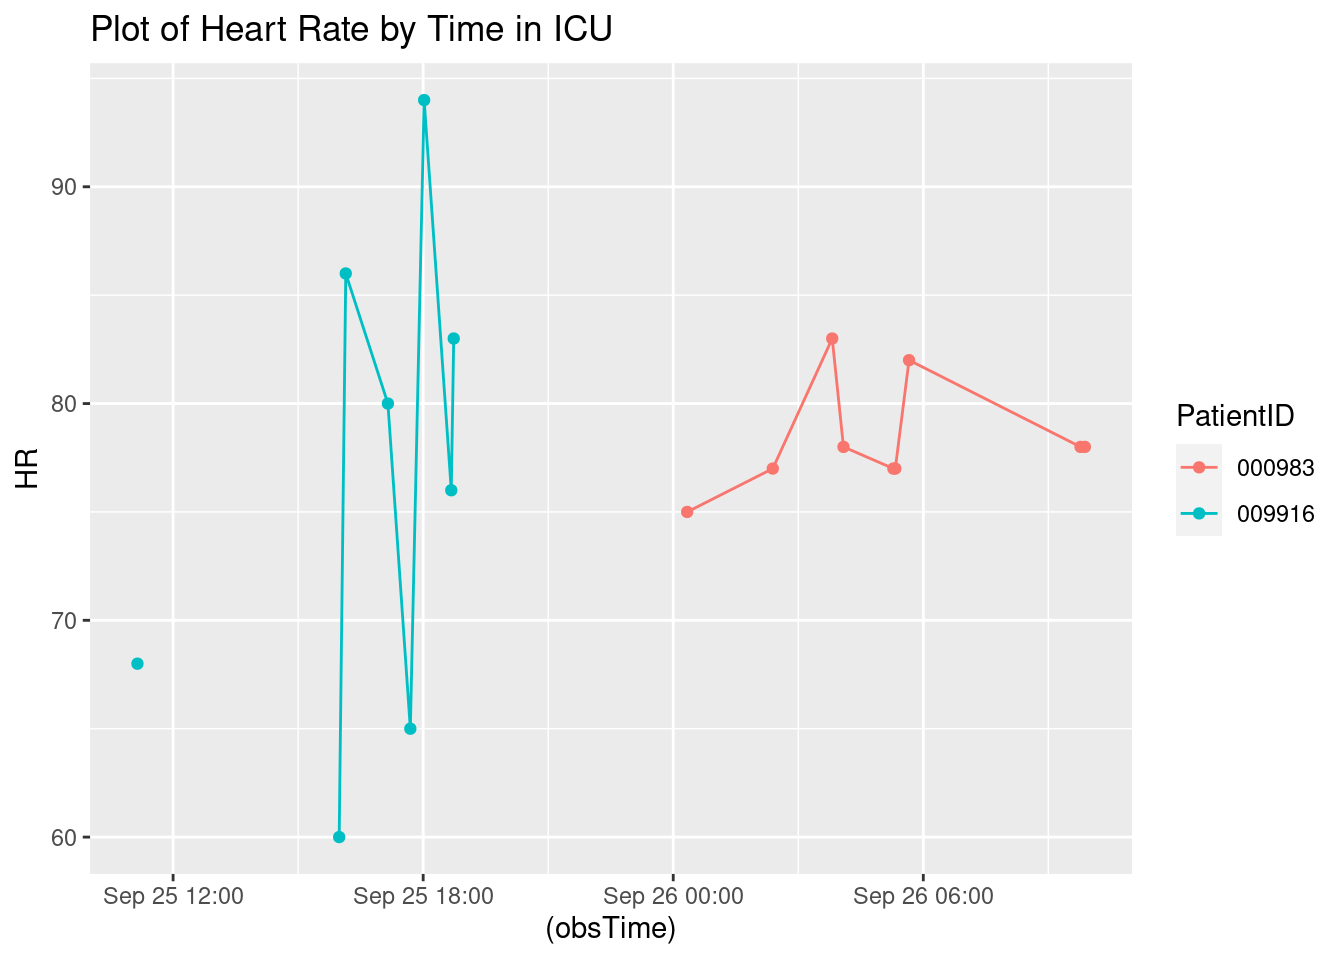 Plot of Heart Rate by Time in ICU
90
80
70
60
HR
Sep 25 12:00
Sep 25 18:00
Sep 26 00:00
Sep 26 06:00
(obsTime)
PatientID
000983
009916